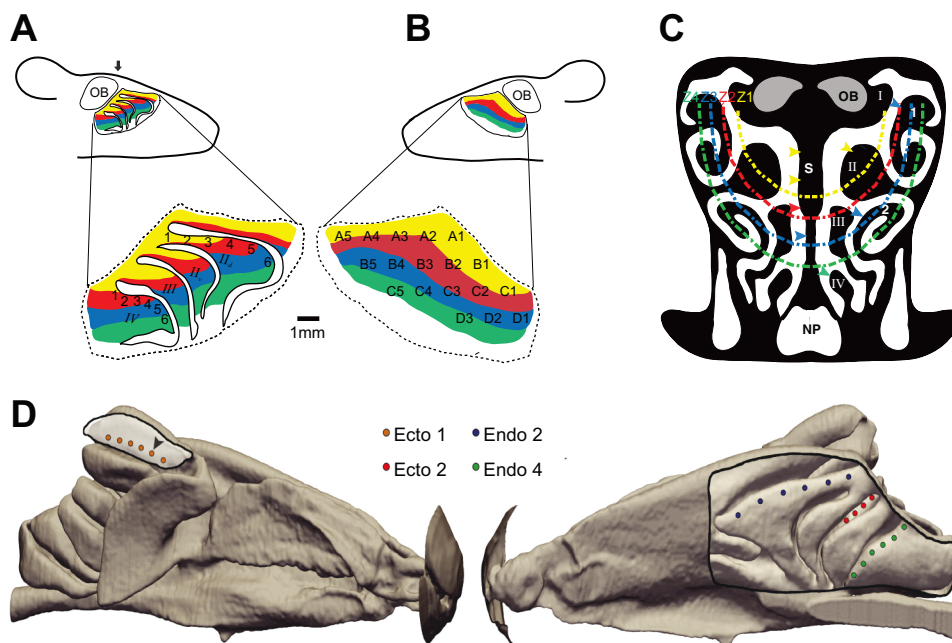 A
B
C
OB
OB
1 2 3 4 5 6
II d
II v
III
IV
1 2 3 4 5 6
1mm
A5 A4 A3 A2 A1
B5 B4 B3 B2 B1
C5 C4 C3 C2 C1
D3 D2 D1
Z4 Z3 Z2 Z1
OB
I
1
S
II
2
III
IV
NP
D
Ecto 1
Endo 2
Ecto 2
Endo 4